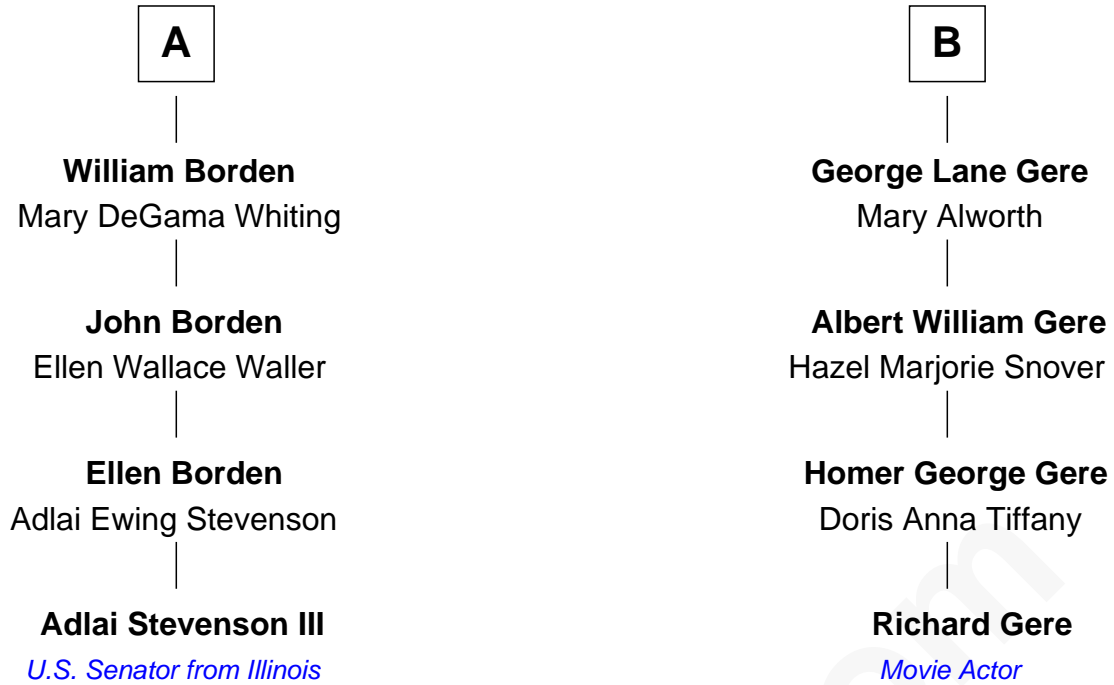 A
William Borden
Mary DeGama Whiting
John Borden
Ellen Wallace Waller
Ellen Borden
Adlai Ewing Stevenson
Adlai Stevenson III
U.S. Senator from Illinois
B
George Lane Gere
Mary Alworth
Albert William Gere
Hazel Marjorie Snover
Homer George Gere
Doris Anna Tiffany
Richard Gere
Movie Actor
om